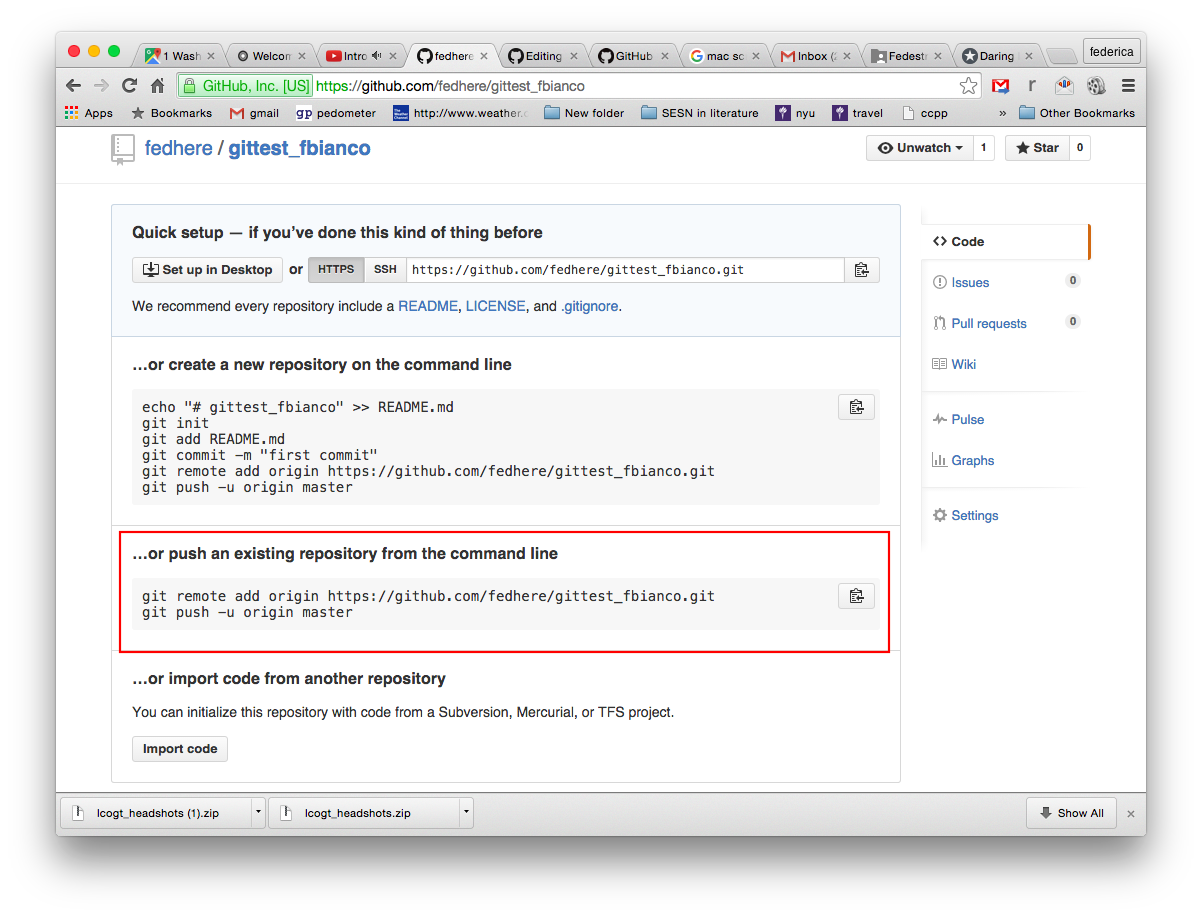 1 Wash
Welcom
Intro
fedhere
Editing
GitHub
mac sc
Inbox (2
Fedestr
Daring
federica
GitHub, Inc. [US] https://github.com/fedhere/gittest_fbianco
r
Apps
Bookmarks
gmail
gp pedometer
http://www.weather.c
New folder
SESN in literature
nyu
travel
ccpp
»
Other Bookmarks
fedhere / gittest_fbianco
Unwatch 1
Star 0
Quick setup — if you've done this kind of thing before
Set up in Desktop or HTTPS SSH https://github.com/fedhere/gittest_fbianco.git
We recommend every repository include a README, LICENSE, and .gitignore.
…or create a new repository on the command line
echo "# gittest_fbianco" >> README.md
git init
git add README.md
git commit -m "first commit"
git remote add origin https://github.com/fedhere/gittest_fbianco.git
git push -u origin master
…or push an existing repository from the command line
git remote add origin https://github.com/fedhere/gittest_fbianco.git
git push -u origin master
…or import code from another repository
You can initialize this repository with code from a Subversion, Mercurial, or TFS project.
Import code
Code
Issues 0
Pull requests 0
Wiki
Pulse
Graphs
Settings
lcogt_headshots (1).zip
lcogt_headshots.zip
Show All